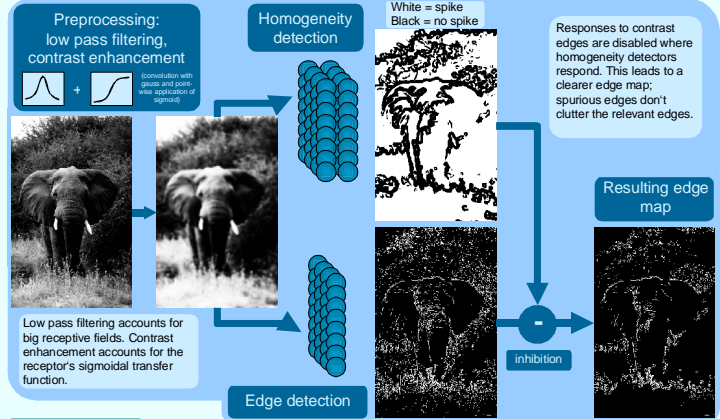 Preprocessing:
low pass filtering,
contrast enhancement
+
(convolution with
gauss and point-
wise application of
sigmoid)
Homogeneity
detection
White = spike
Black = no spike
Responses to contrast
edges are disabled where
homogeneity detectors
respond. This leads to a
clearer edge map;
spurious edges don't
clutter the relevant edges.
Resulting edge
map
Low pass filtering accounts for
big receptive fields. Contrast
enhancement accounts for the
receptor's sigmoidal transfer
function.
-
inhibition
Edge detection